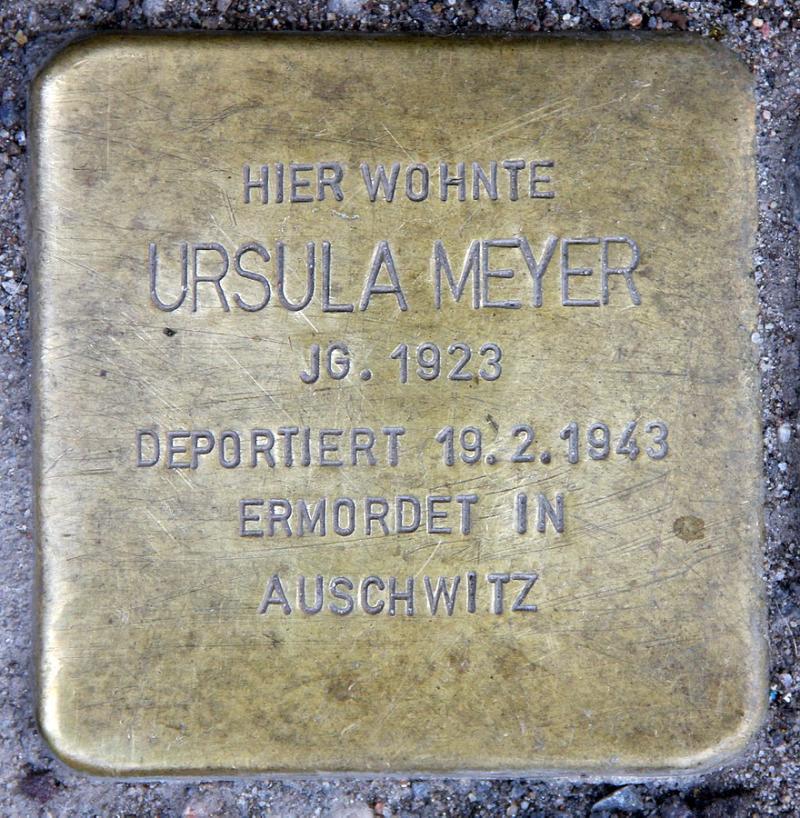 HIER WOHNTE
URSULA MEYER
JG. 1923
DEPORTIERT 19.2.1943
ERMORDET IN
AUSCHWITZ